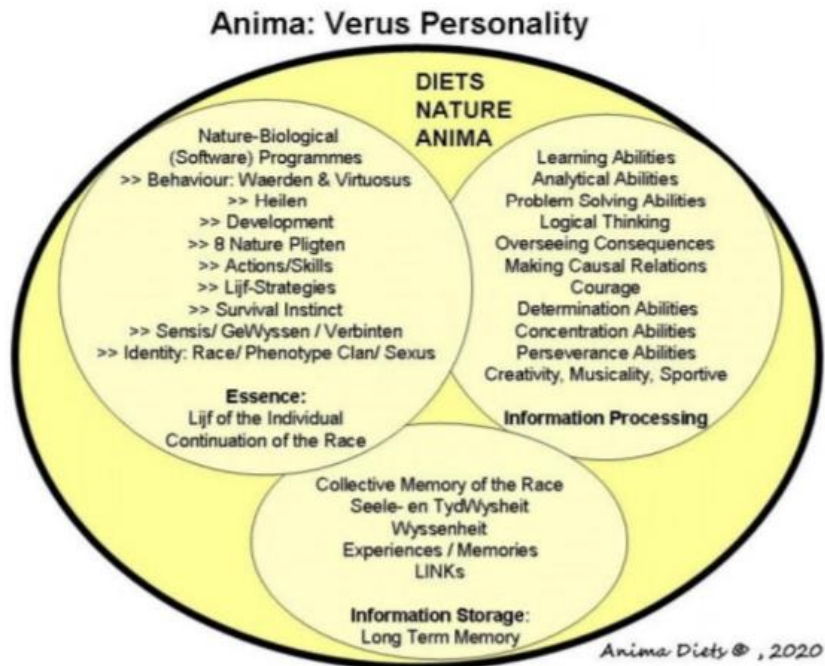 Anima: Verus Personality
DIETS
NATURE
ANIMA
Nature-Biological
(Software) Programmes
>> Behaviour: Waerden & Virtuosus
>> Heilen
>> Development
>> 8 Nature Pligten
>> Actions/Skills
>> Lijf-Strategies
>> Survival Instinct
>> Sensis/ GeWyssen / Verbinten
>> Identity: Race/ Phenotype Clan/ Sexus
Essence:
Lijf of the Individual
Continuation of the Race
Learning Abilities
Analytical Abilities
Problem Solving Abilities
Logical Thinking
Overseeing Consequences
Making Causal Relations
Courage
Determination Abilities
Concentration Abilities
Perseverance Abilities
Creativity, Musicality, Sportive
Information Processing
Collective Memory of the Race
Seele- en TydWysheit
Wyssenheit
Experiences / Memories
LINKs
Information Storage:
Long Term Memory
Anima Diets ® , 2020